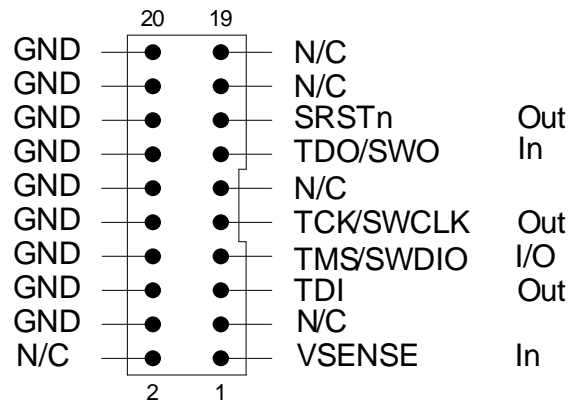 20 19
GND N/C
GND N/C
GND SRSTn Out
GND TDO/SWO In
GND N/C
GND TCK/SWCLK Out
GND TMS/SWDIO I/O
GND TDI Out
GND N/C
N/C VSENSE In
2 1